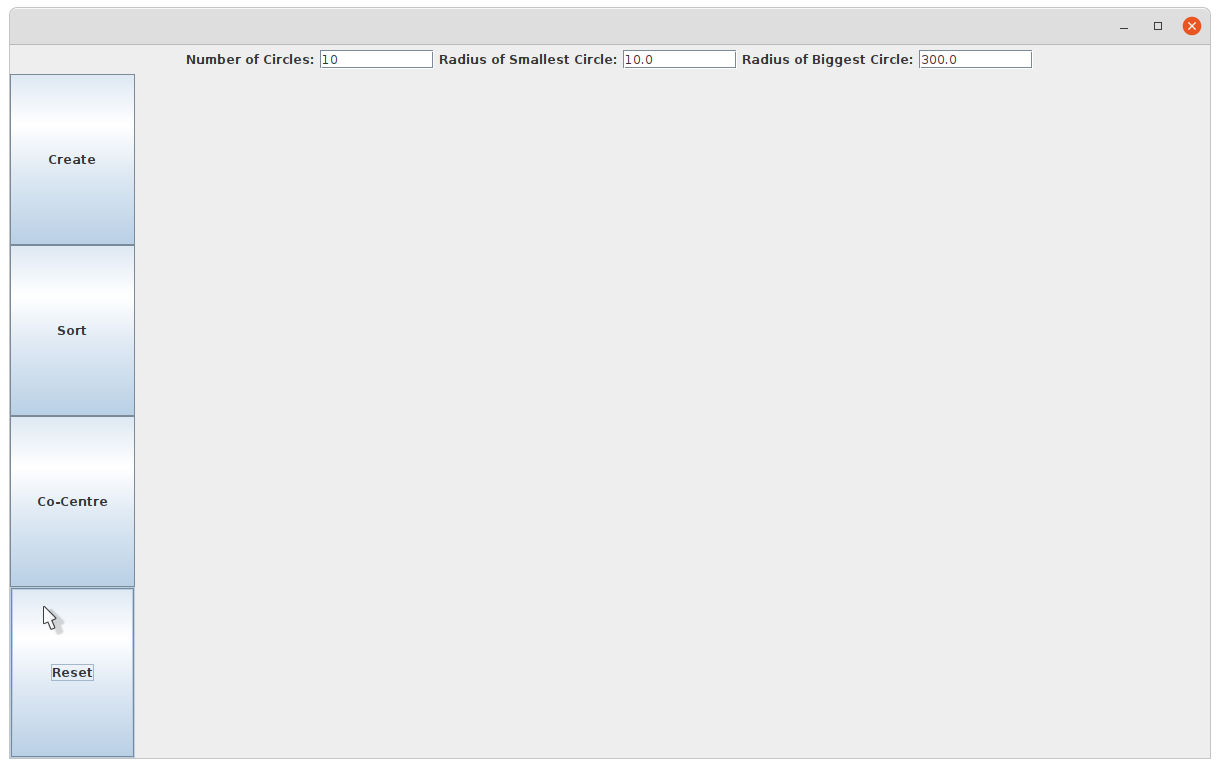 Number of Circles: 10 Radius of Smallest Circle: 10.0 Radius of Biggest Circle: 300.0
Create
Sort
Co-Centre
Reset